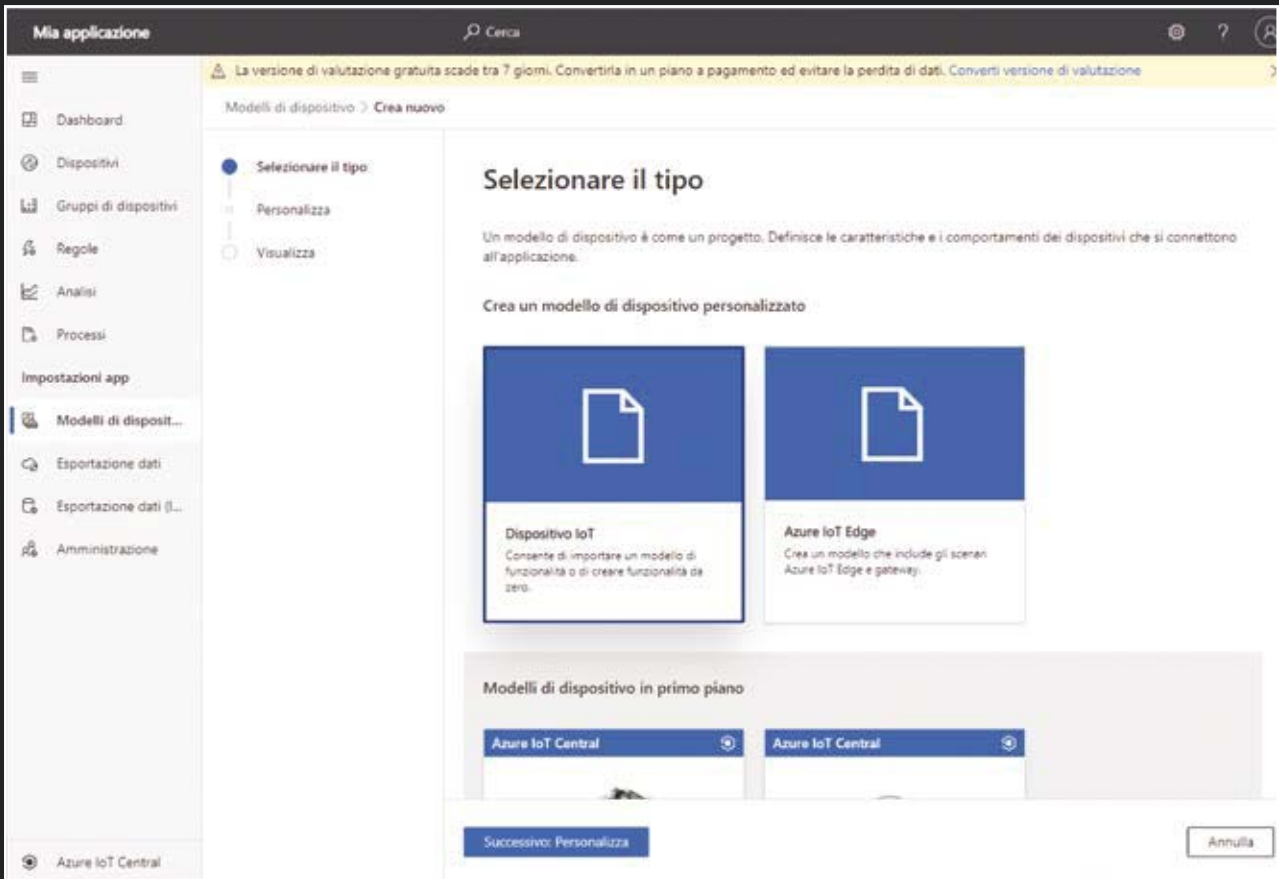 Mia applicazione
Cerca
?
La versione di valutazione gratuita scade tra 7 giorni. Convertirla in un piano a pagamento ed evitare la perdita di dati. Converti versione di valutazione
Modelli di dispositivo > Crea nuovo
Dashboard
Dispositivi
Gruppi di dispositivi
Regole
Analisi
Processi
Impostazioni app
Modelli di disposit...
Esportazione dati
Esportazione dati (l...
Amministrazione
Azure IoT Central
Selezionare il tipo
Personalizza
Visualizza
Selezionare il tipo
Un modello di dispositivo è come un progetto. Definisce le caratteristiche e i comportamenti dei dispositivi che si connettono
all'applicazione.
Crea un modello di dispositivo personalizzato
Dispositivo IoT
Consente di importare un modello di
funzionalità o di creare funzionalità da
zero.
Azure IoT Edge
Crea un modello che include gli scenari
Azure IoT Edge e gateway.
Modelli di dispositivo in primo piano
Azure IoT Central
Azure IoT Central
Successivo: Personalizza
Annulla